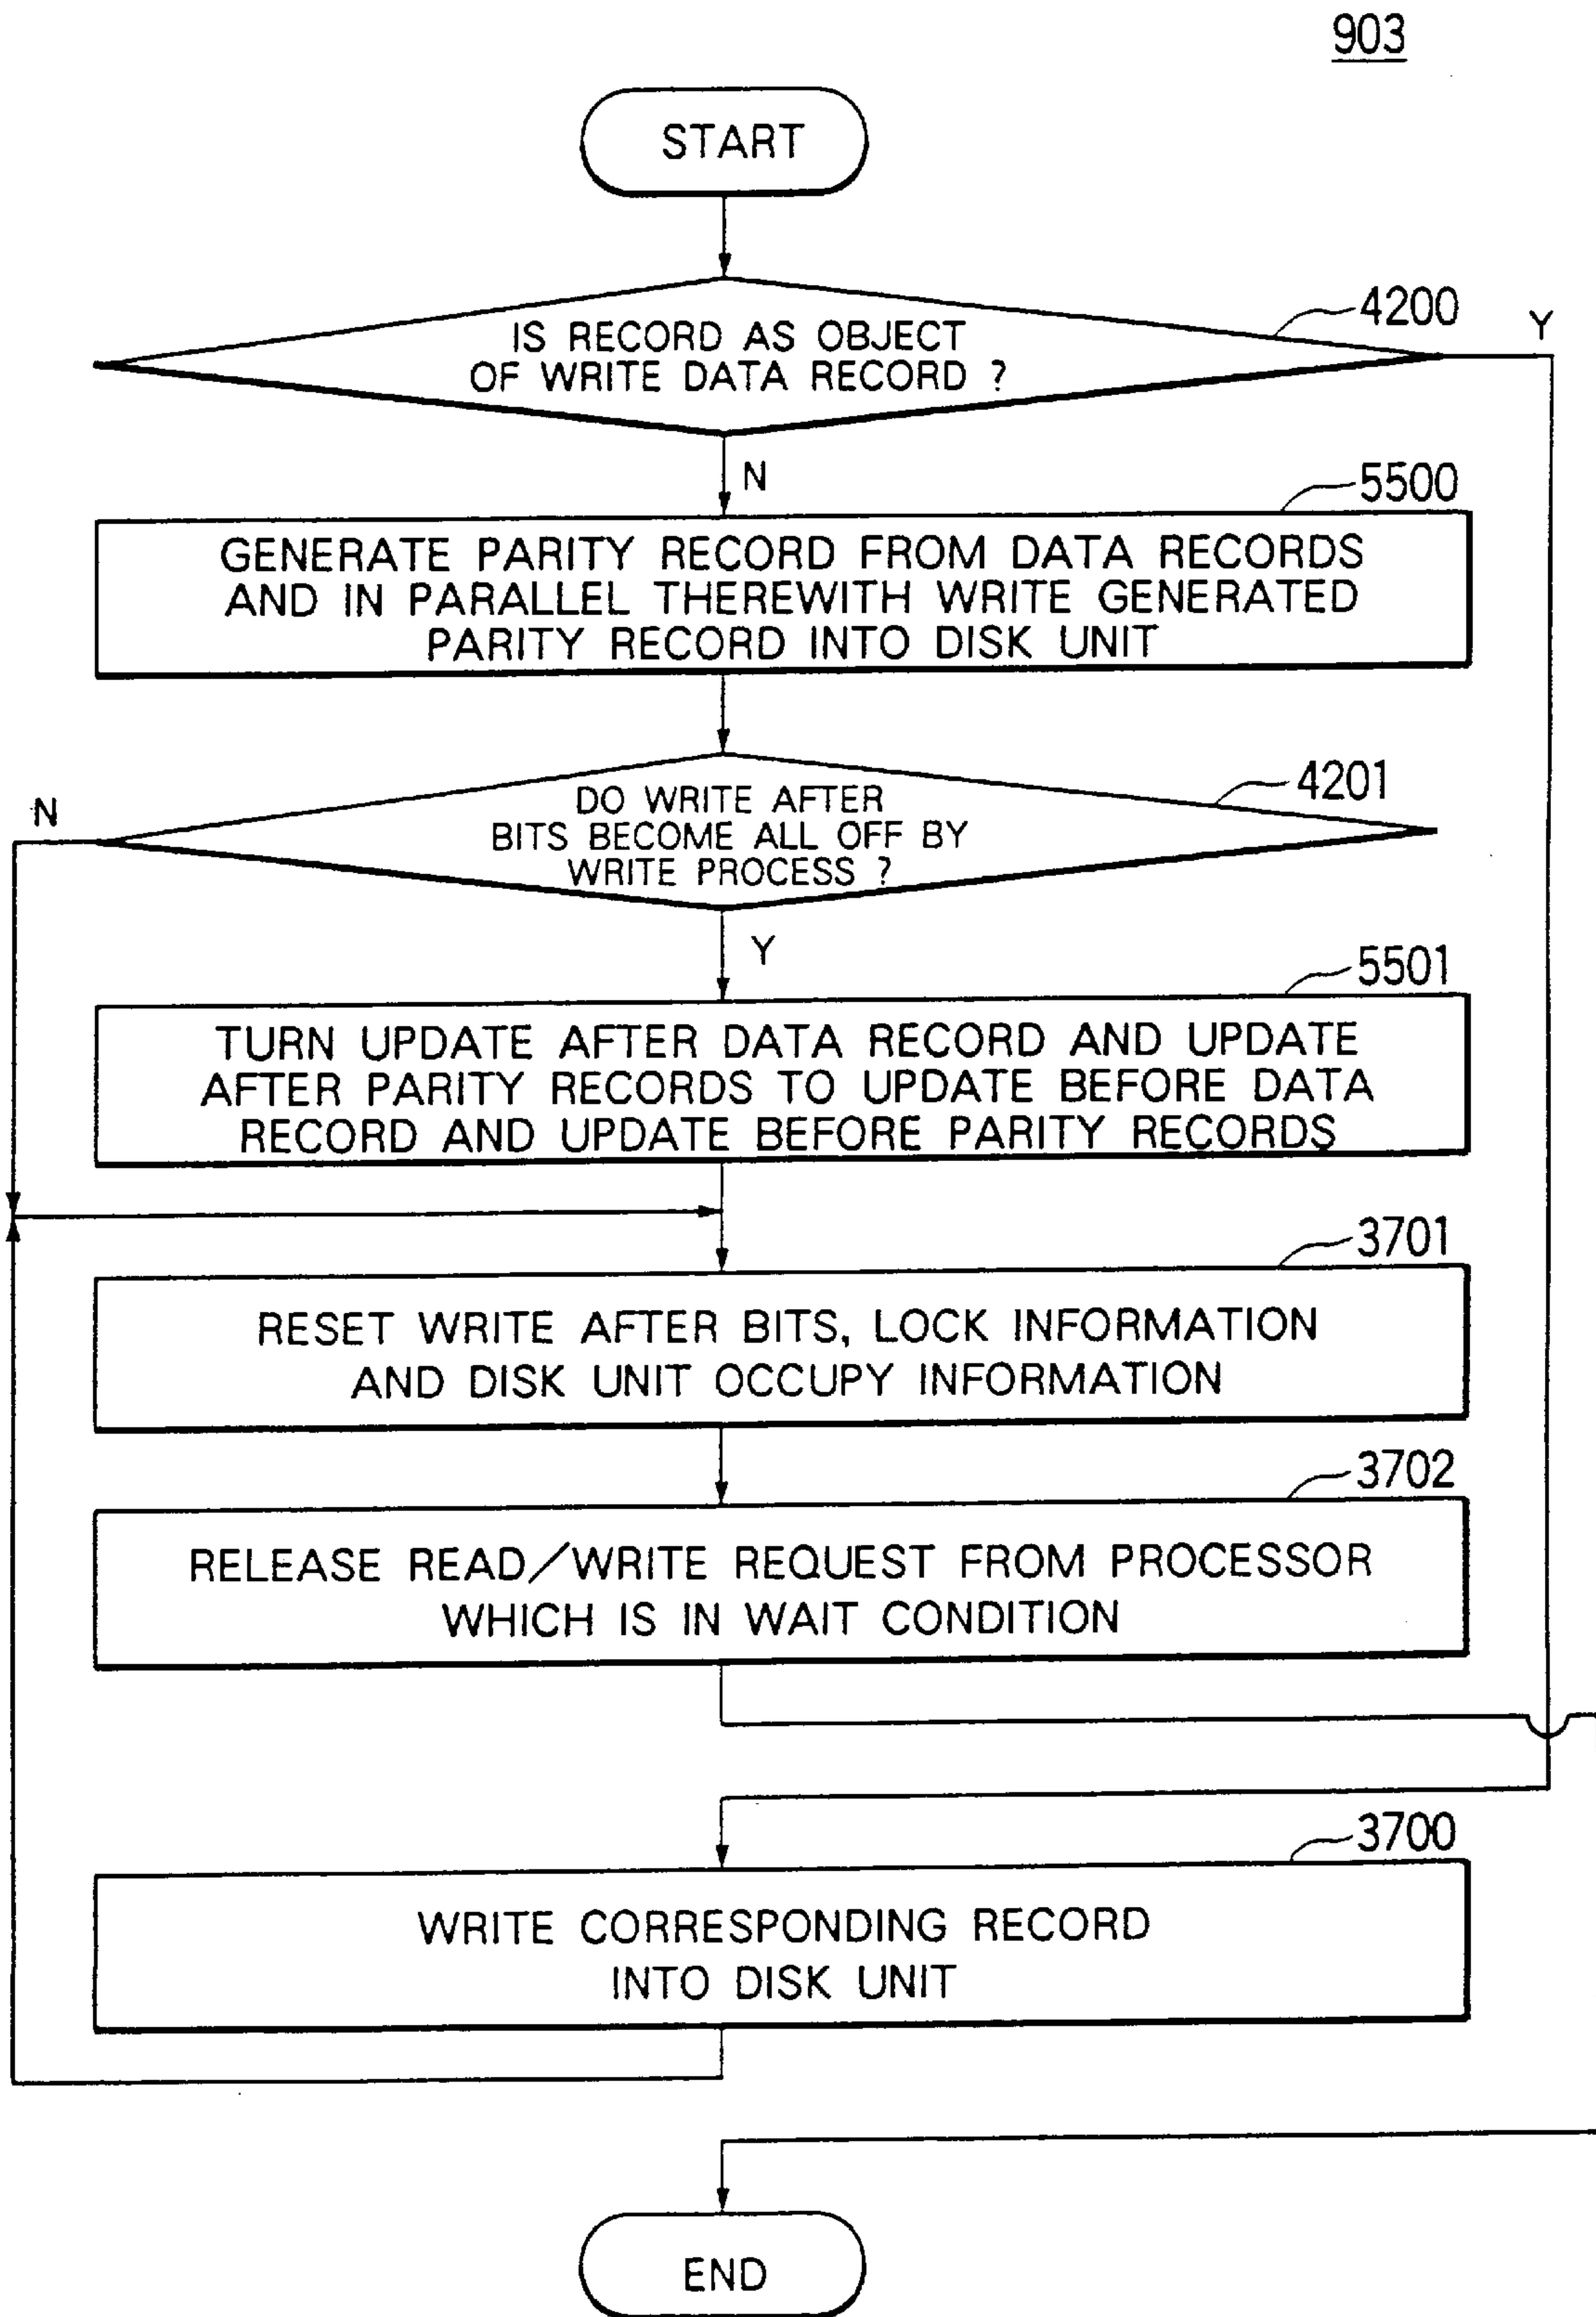 903
START
IS RECORD AS OBJECT
OF WRITE DATA RECORD ?
4200
Y
N
5500
GENERATE PARITY RECORD FROM DATA RECORDS
AND IN PARALLEL THEREWITH WRITE GENERATED
PARITY RECORD INTO DISK UNIT
4201
N
DO WRITE AFTER
BITS BECOME ALL OFF BY
WRITE PROCESS ?
Y
5501
TURN UPDATE AFTER DATA RECORD AND UPDATE
AFTER PARITY RECORDS TO UPDATE BEFORE DATA
RECORD AND UPDATE BEFORE PARITY RECORDS
3701
RESET WRITE AFTER BITS, LOCK INFORMATION
AND DISK UNIT OCCUPY INFORMATION
3702
RELEASE READ/WRITE REQUEST FROM PROCESSOR
WHICH IS IN WAIT CONDITION
3700
WRITE CORRESPONDING RECORD
INTO DISK UNIT
END